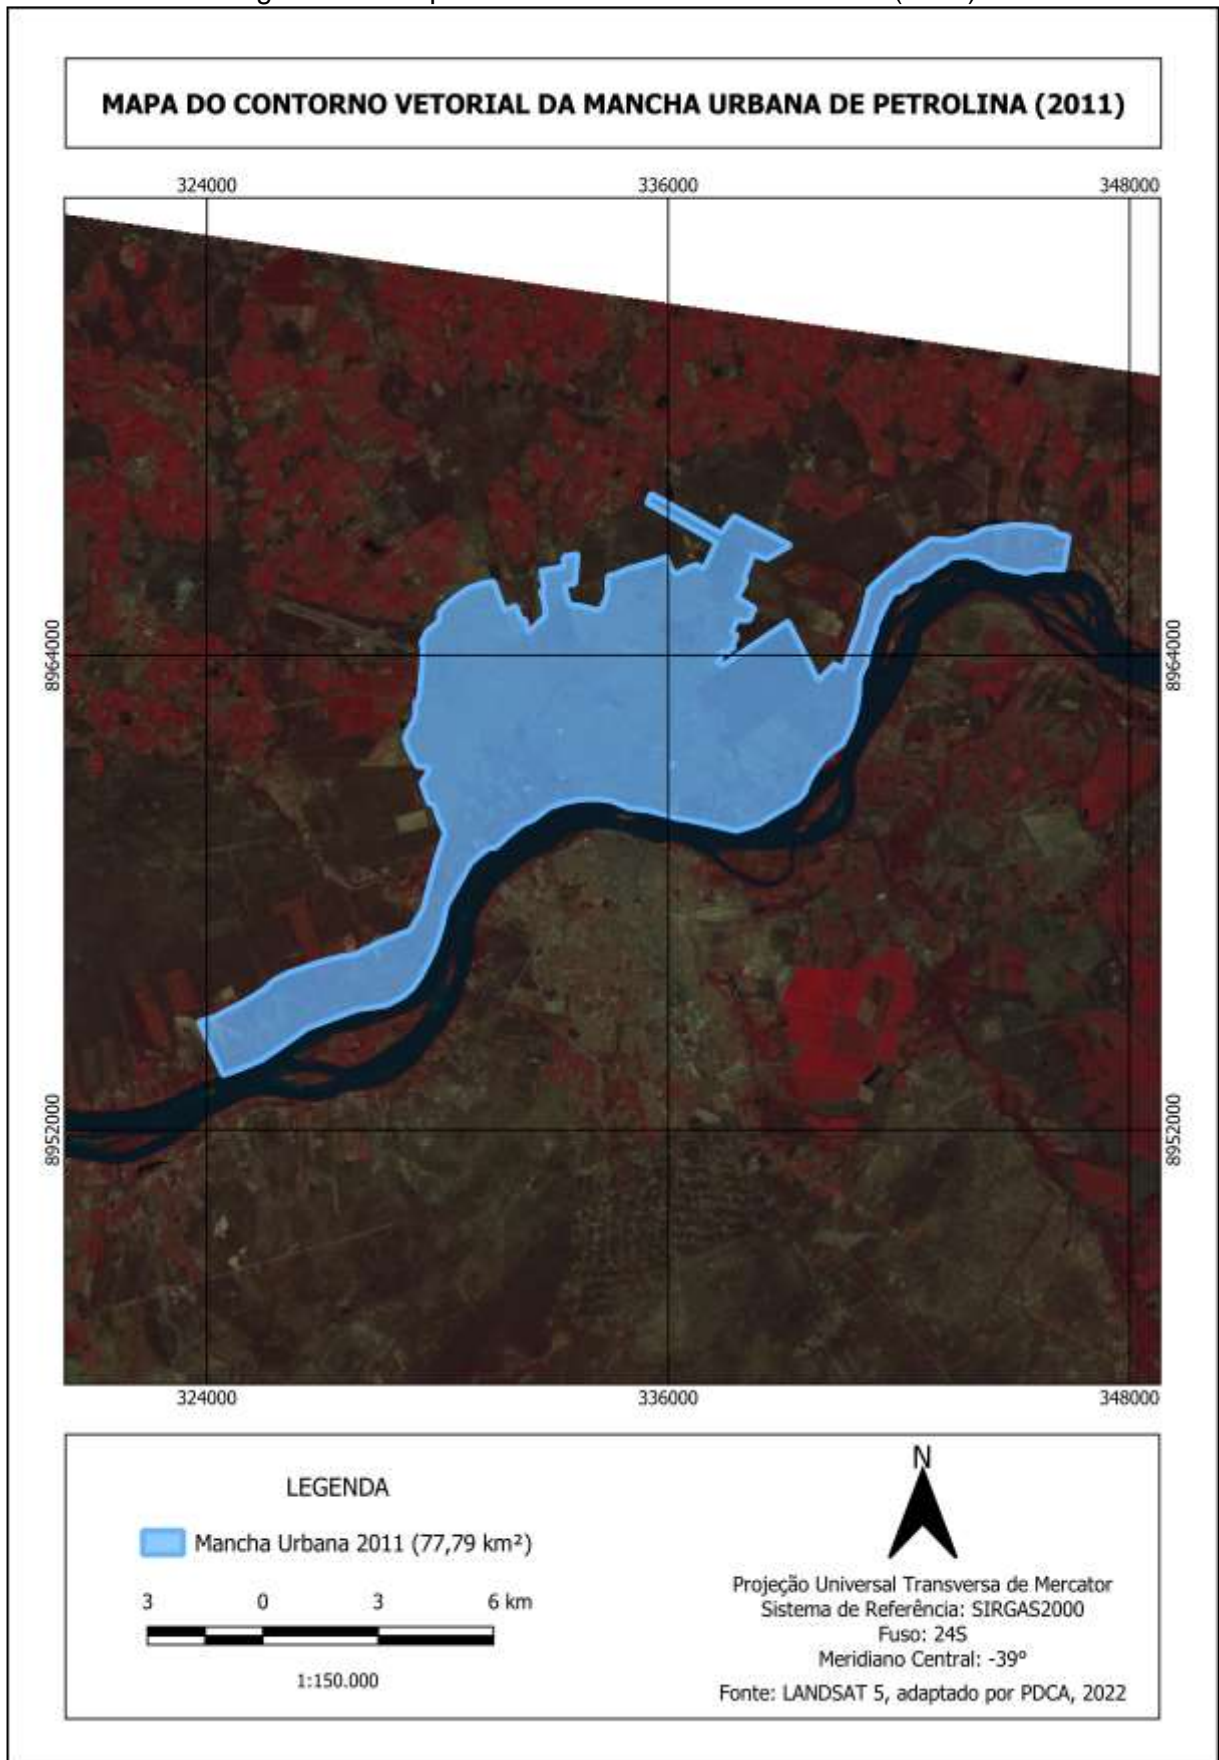 MAPA DO CONTORNO VETORIAL DA MANCHA URBANA DE PETROLINA (2011)
324000 336000 348000
8964000 8964000
8952000 8952000
324000 336000 348000
LEGENDA
Mancha Urbana 2011 (77,79 km²)
3 0 3 6 km
1:150.000
N
Projeção Universal Transversa de Mercator
Sistema de Referência: SIRGAS2000
Fuso: 24S
Meridiano Central: -39º
Fonte: LANDSAT 5, adaptado por PDCA, 2022